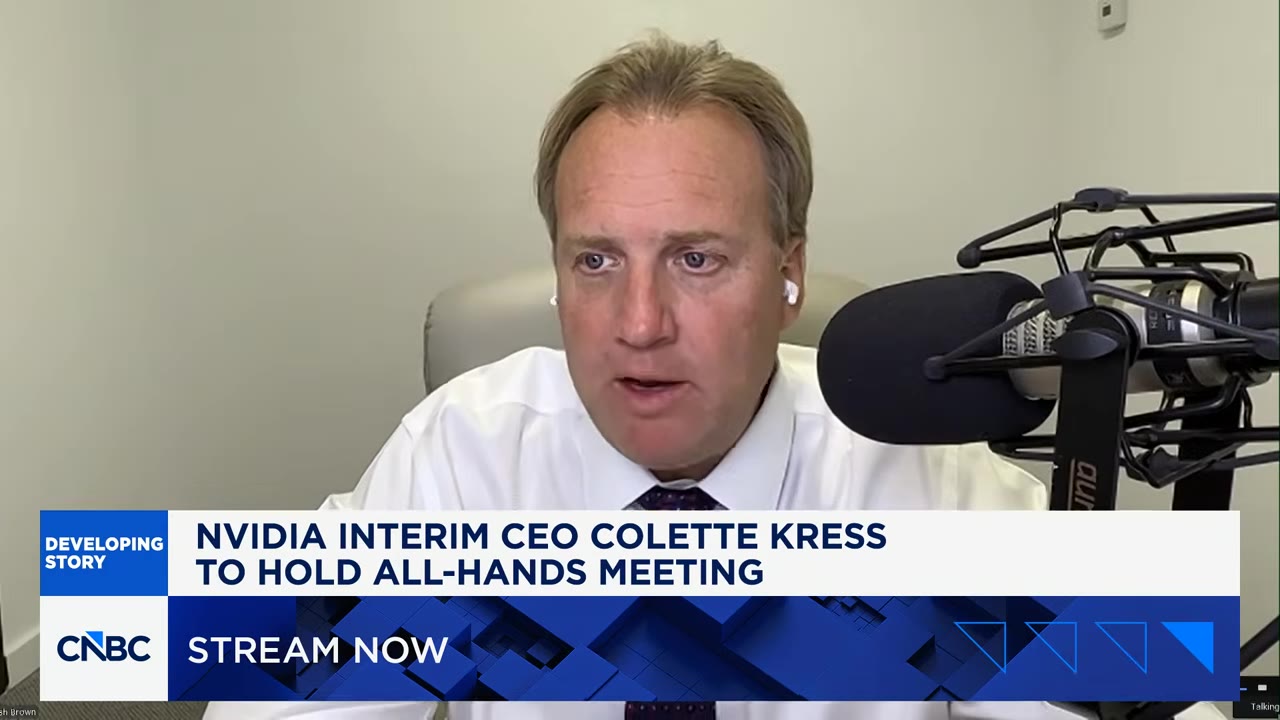 DEVELOPING
STORY
NVIDIA INTERIM CEO COLETTE KRESS
TO HOLD ALL-HANDS MEETING
CNBC
STREAM NOW
sh Brown
Talking